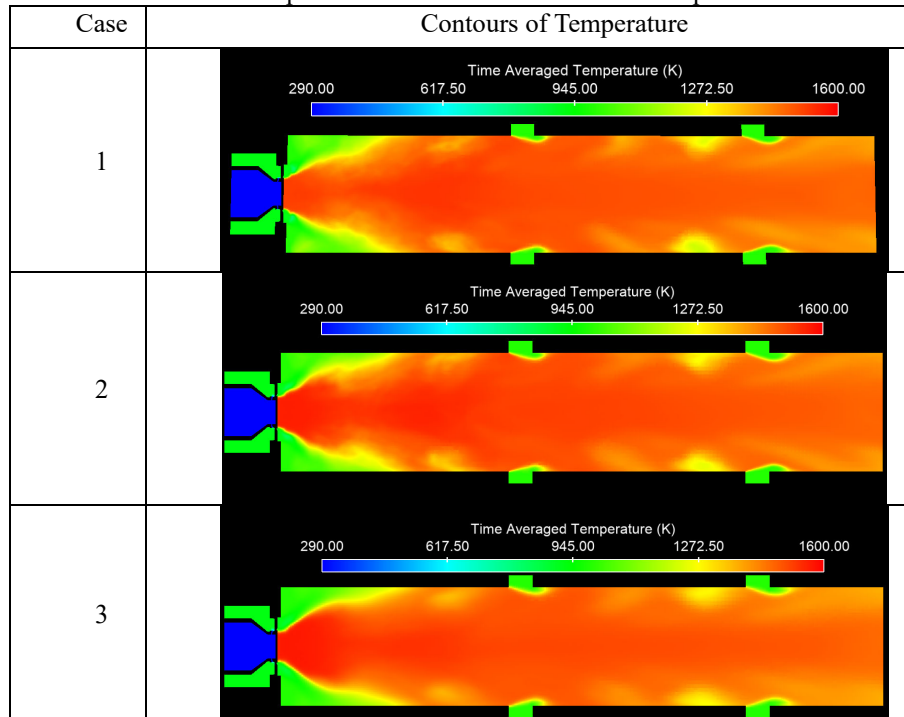 Case Contours of Temperature
Time Averaged Temperature (K)
290.00 617.50 945.00 1272.50 1600.00
1
Time Averaged Temperature (K)
290.00 617.50 945.00 1272.50 1600.00
2
Time Averaged Temperature (K)
290.00 617.50 945.00 1272.50 1600.00
3